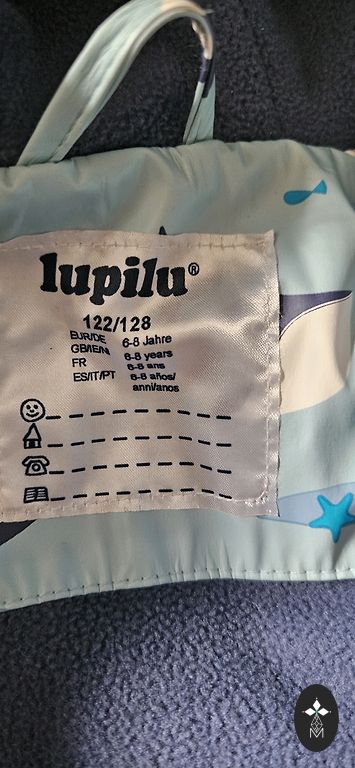 lupilu®
122/128
EUR/DE 6-8 Jahre
GB/IE/NI 6-8 years
FR 6-8 ans
ES/IT/PT 6-8 años/
anni/anos
M